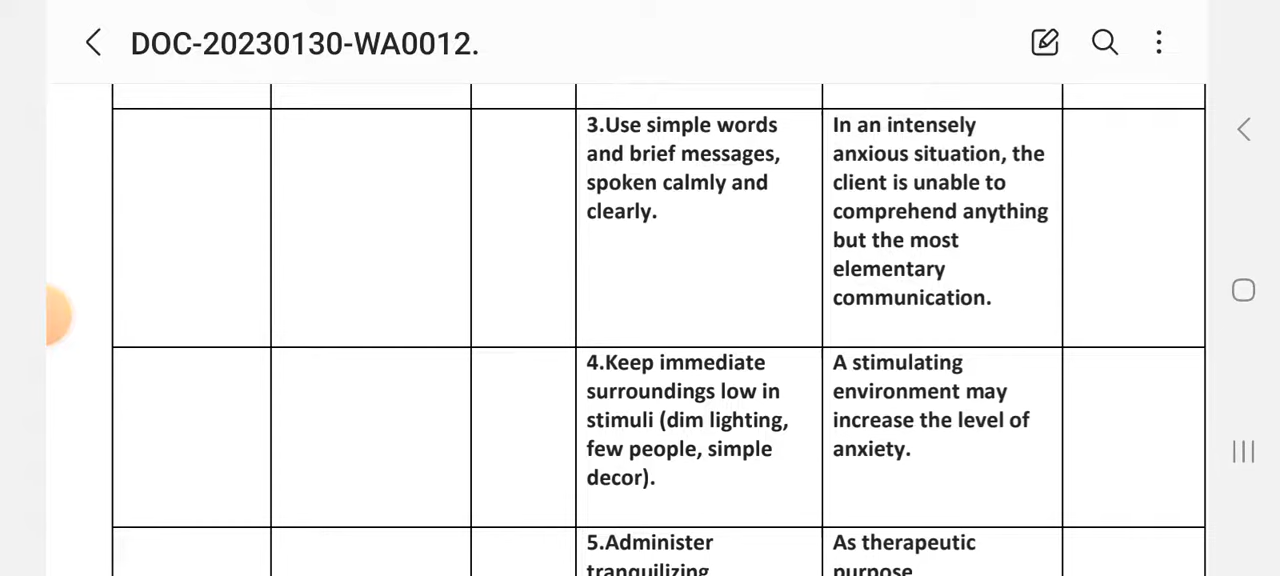 DOC-20230130-WA0012.
3.Use simple words
and brief messages,
spoken calmly and
clearly.
In an intensely
anxious situation, the
client is unable to
comprehend anything
but the most
elementary
communication.
4.Keep immediate
surroundings low in
stimuli (dim lighting,
few people, simple
decor).
A stimulating
environment may
increase the level of
anxiety.
5.Administer
tranquilizing
As therapeutic
purpose